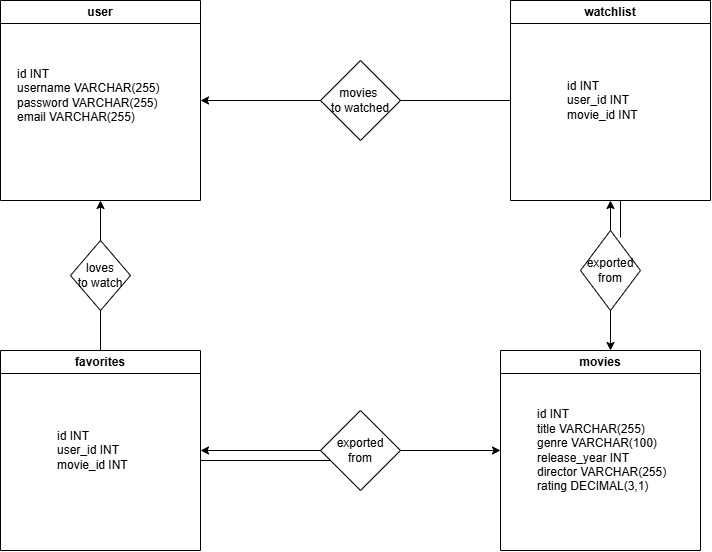 user
id INT
username VARCHAR(255)
password VARCHAR(255)
email VARCHAR(255)
movies
to watched
watchlist
id INT
user_id INT
movie_id INT
loves
to watch
exported
from
favorites
id INT
user_id INT
movie_id INT
exported
from
movies
id INT
title VARCHAR(255)
genre VARCHAR(100)
release_year INT
director VARCHAR(255)
rating DECIMAL(3,1)